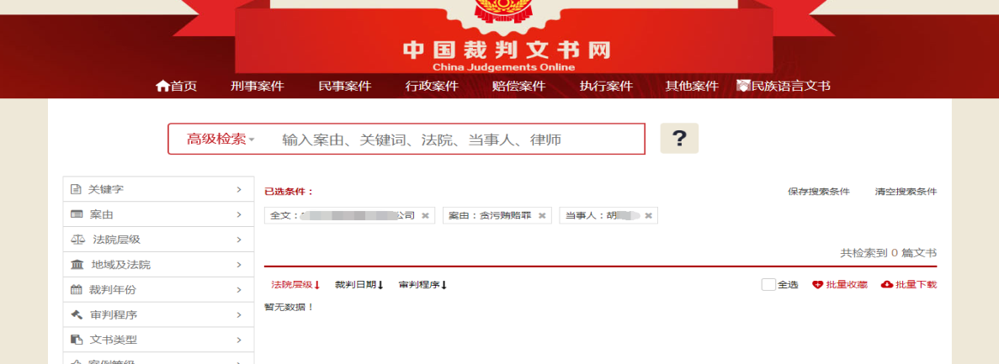 中国裁判文书网
China Judgements Online
首页 刑事案件 民事案件 行政案件 赔偿案件 执行案件 其他案件 民族语言文书
高级检索 输入案由、关键词、法院、当事人、律师 ?
关键字
案由
法院层级
地域及法院
裁判年份
审判程序
文书类型
已选条件：
保存搜索条件 清空搜索条件
全文： 公司 × 案由：贪污贿赂罪 × 当事人：胡 ×
共检索到 0 篇文书
法院层级↓ 裁判日期↓ 审判程序↓ 全选 批量收藏 批量下载
暂无数据！